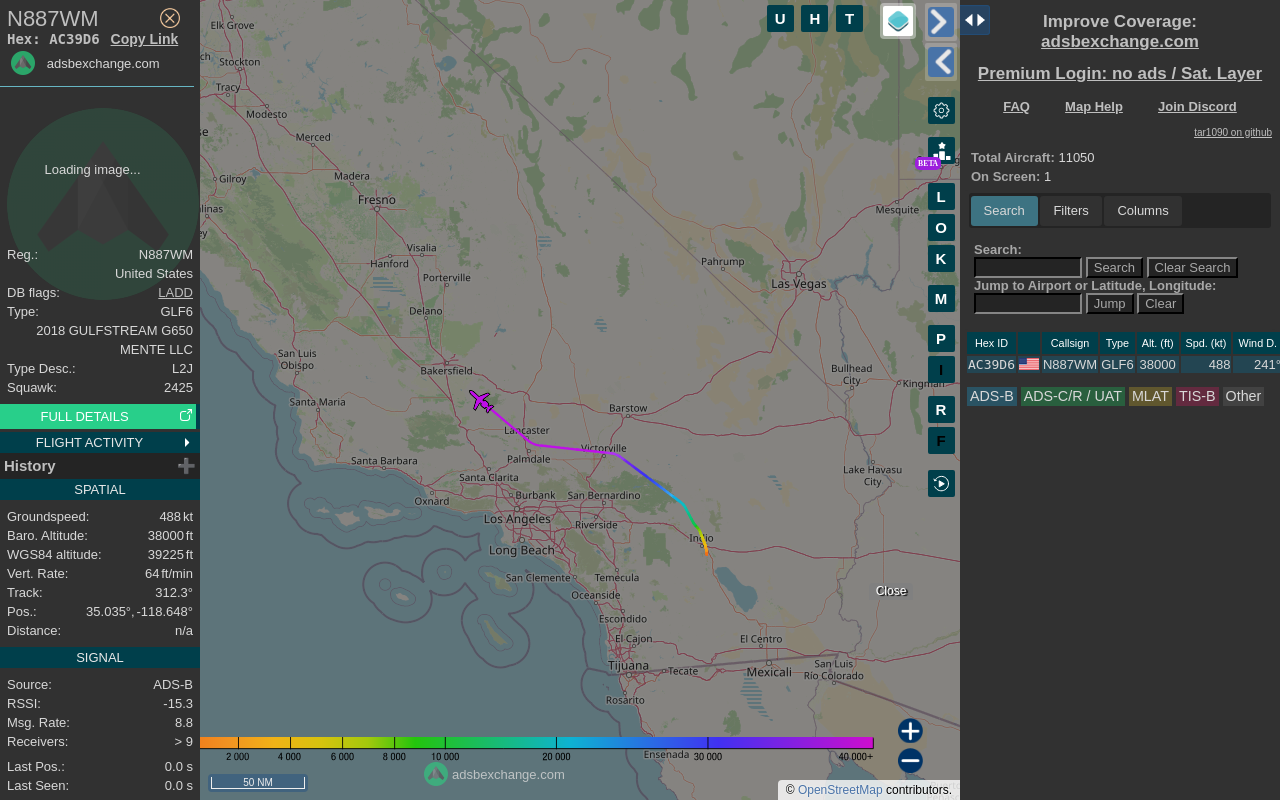 N887WM
Hex: AC39D6 Copy Link
adsbexchange.com
Loading image...
Reg.: N887WM
United States
DB flags: LADD
Type: GLF6
2018 GULFSTREAM G650
MENTE LLC
Type Desc.: L2J
Squawk: 2425
FULL DETAILS
FLIGHT ACTIVITY
History
SPATIAL
Groundspeed: 488 kt
Baro. Altitude: 38000 ft
WGS84 altitude: 39225 ft
Vert. Rate: 64 ft/min
Track: 312.3°
Pos.: 35.035°, -118.648°
Distance: n/a
SIGNAL
Source: ADS-B
RSSI: -15.3
Msg. Rate: 8.8
Receivers: > 9
Last Pos.: 0.0 s
Last Seen: 0.0 s
U H T
Elk Grove
Stockton
Tracy
Modesto
Merced
Madera
Gilroy
Fresno
Visalia
Hanford
Porterville
Delano
San Luis
Obispo
Bakersfield
Santa Maria
Lancaster
Palmdale
Victorville
Barstow
Santa Barbara
Santa Clarita
Oxnard
Burbank
San Bernardino
Los Angeles
Riverside
Long Beach
Indio
San Clemente
Temecula
Oceanside
Escondido
El Cajon
El Centro
Tijuana
Tecate
Mexicali
San Luis
Río Colorado
Rosarito
Ensenada
Mesquite
Pahrump
Las Vegas
Bullhead
City
Kingman
Lake Havasu
City
BETA
L
O
K
M
P
I
R
F
Close
2 000 4 000 6 000 8 000 10 000 20 000 30 000 40 000+
50 NM
adsbexchange.com
© OpenStreetMap contributors.
Improve Coverage:
adsbexchange.com
Premium Login: no ads / Sat. Layer
FAQ Map Help Join Discord
tar1090 on github
Total Aircraft: 11050
On Screen: 1
Search Filters Columns
Search:
Search Clear Search
Jump to Airport or Latitude, Longitude:
Jump Clear
Hex ID Callsign Type Alt. (ft) Spd. (kt) Wind D.
AC39D6 N887WM GLF6 38000 488 241°
ADS-B ADS-C/R / UAT MLAT TIS-B Other